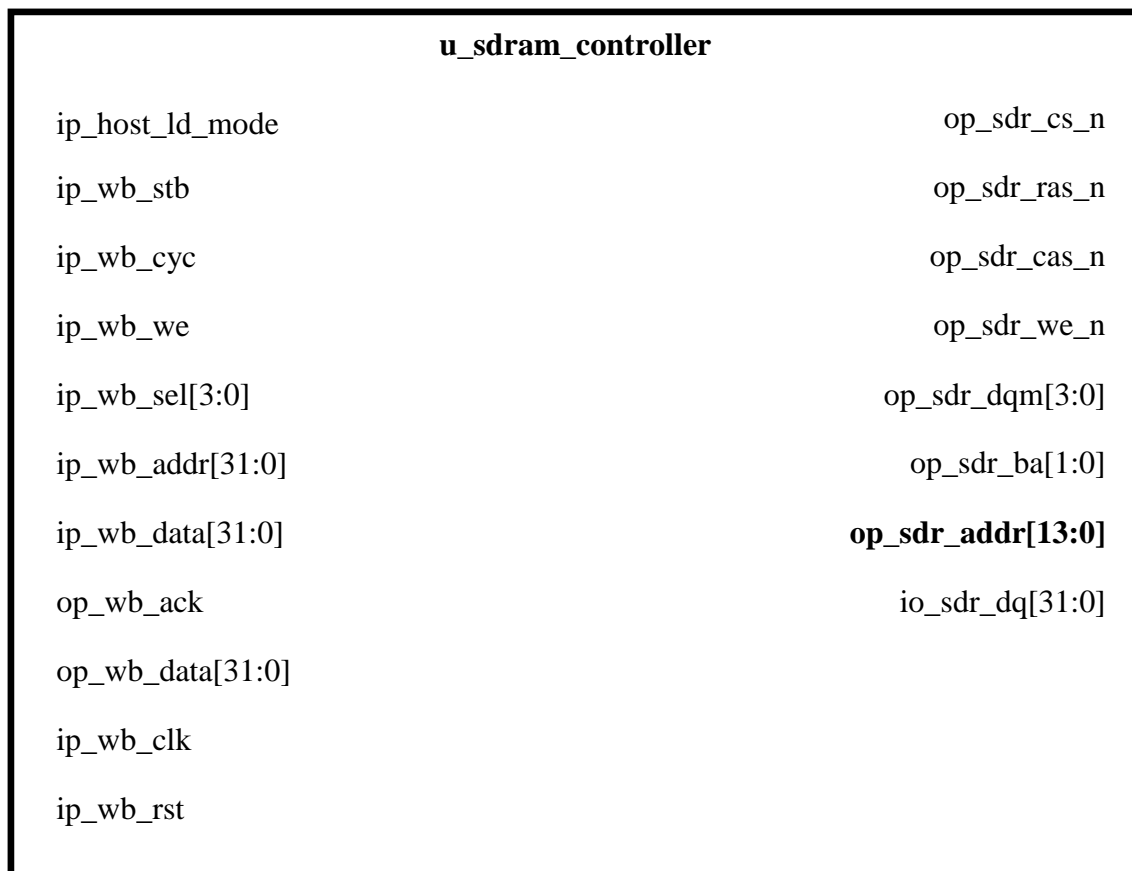 u_sdram_controller
ip_host_ld_mode
op_sdr_cs_n
ip_wb_stb
op_sdr_ras_n
ip_wb_cyc
op_sdr_cas_n
ip_wb_we
op_sdr_we_n
ip_wb_sel[3:0]
op_sdr_dqm[3:0]
ip_wb_addr[31:0]
op_sdr_ba[1:0]
ip_wb_data[31:0]
op_sdr_addr[13:0]
op_wb_ack
io_sdr_dq[31:0]
op_wb_data[31:0]
ip_wb_clk
ip_wb_rst